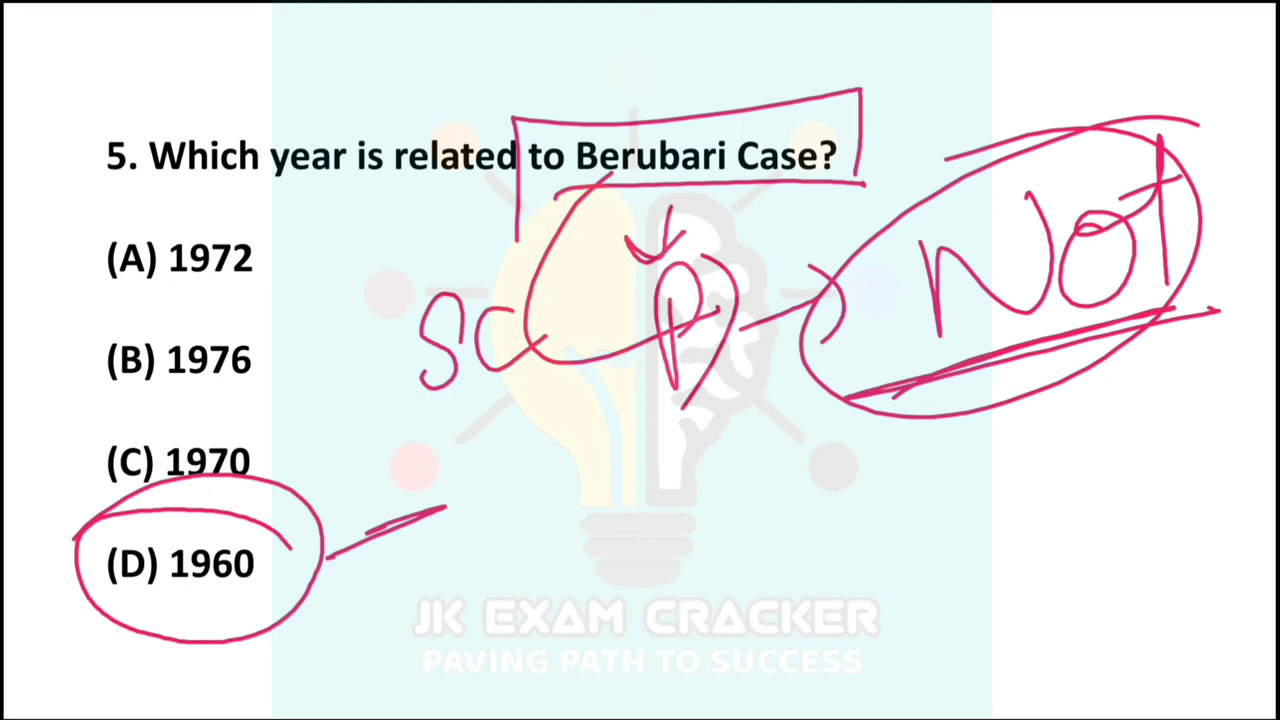 5. Which year is related to Berubari Case?
(A) 1972
SC P) Not
(B) 1976
(C) 1970
(D) 1960
JK EXAM CRACKER
PAVING PATH TO SUCCESS